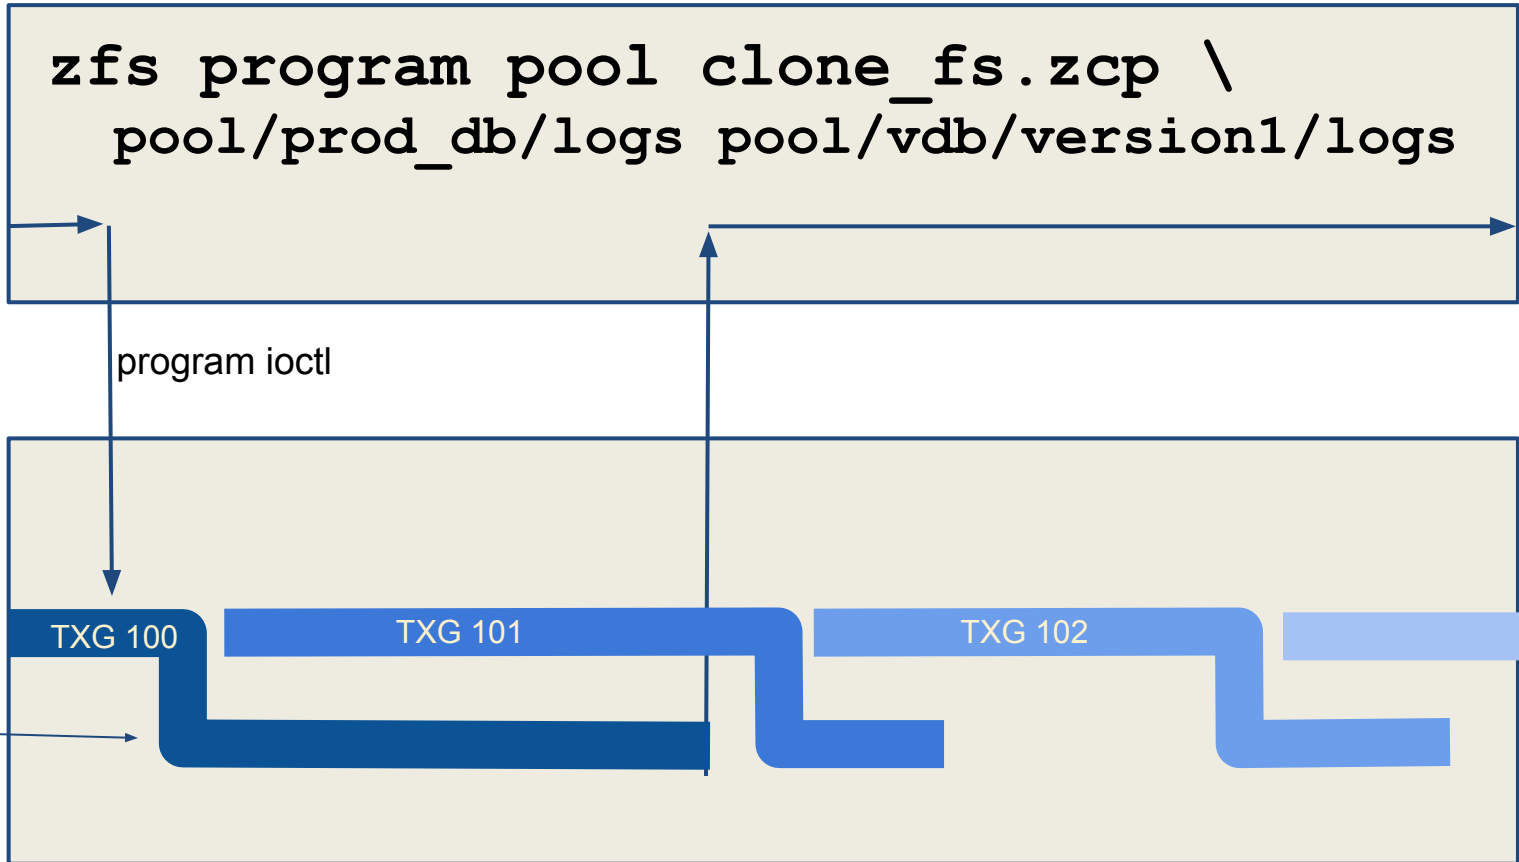 zfs program pool clone_fs.zcp \
pool/prod_db/logs pool/vdb/version1/logs
program ioctl
TXG 100
TXG 101
TXG 102